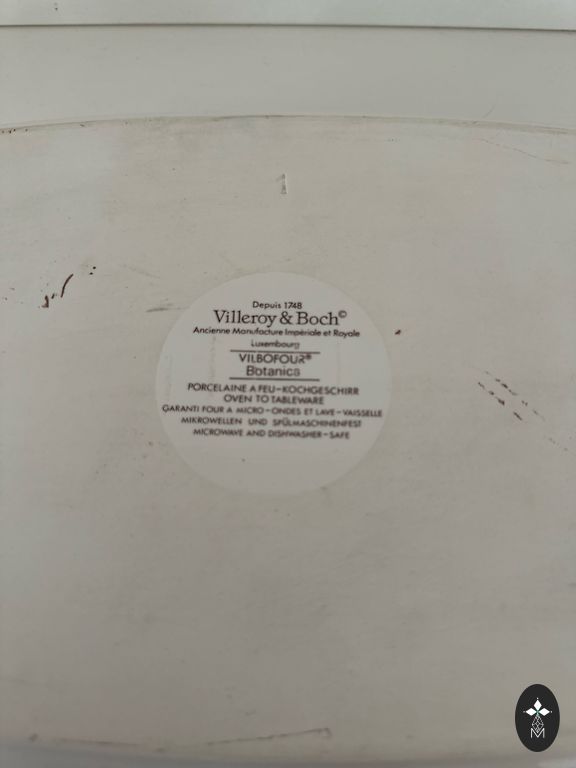 1
Depuis 1748
Villeroy & Boch©
Ancienne Manufacture Impériale et Royale
Luxembourg
VILBOFOUR®
Botanica
PORCELAINE A FEU-KOCHGESCHIRR
OVEN TO TABLEWARE
GARANTI FOUR A MICRO-ONDES ET LAVE-VAISSELLE
MIKROWELLEN UND SPÜLMASCHINENFEST
MICROWAVE AND DISHWASHER-SAFE
M